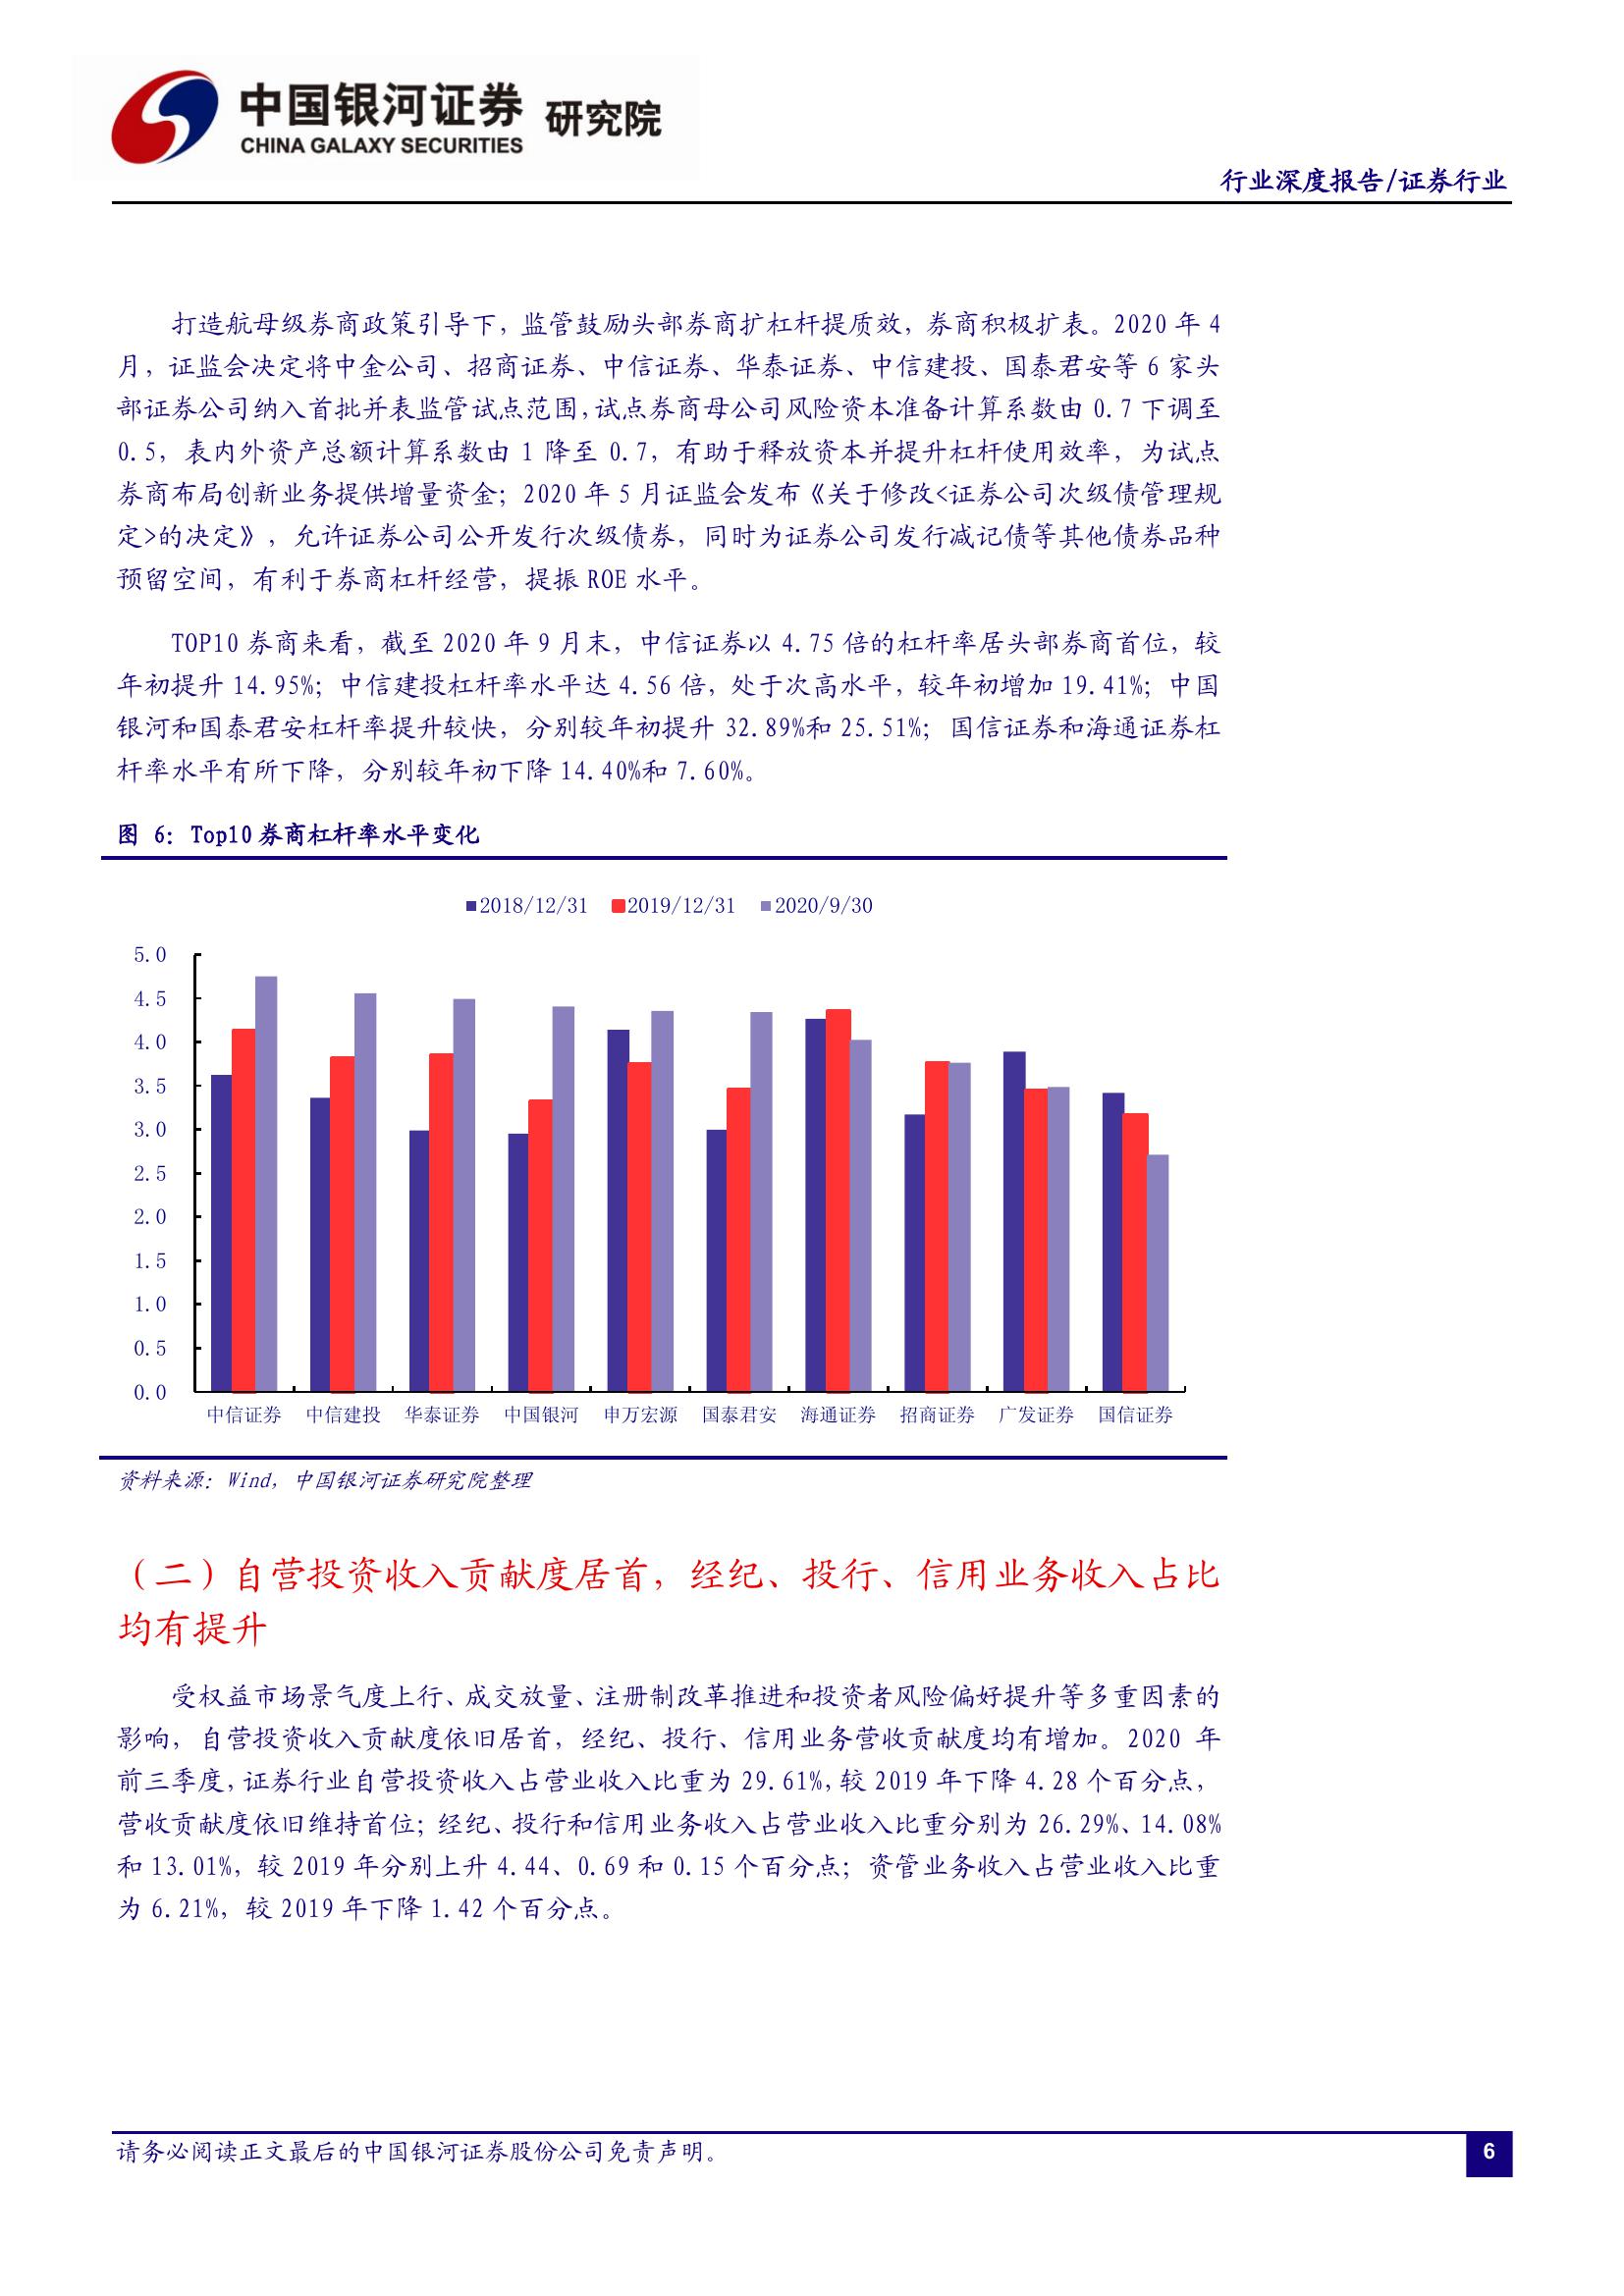 中国银河证券 研究院
CHINA GALAXY SECURITIES
行业深度报告/证券行业
打造航母级券商政策引导下，监管鼓励头部券商扩杠杆提质效，券商积极扩表。2020 年 4
月，证监会决定将中金公司、招商证券、中信证券、华泰证券、中信建投、国泰君安等 6 家头
部证券公司纳入首批并表监管试点范围，试点券商母公司风险资本准备计算系数由 0.7 下调至
0.5，表内外资产总额计算系数由 1 降至 0.7，有助于释放资本并提升杠杆使用效率，为试点
券商布局创新业务提供增量资金；2020 年 5 月证监会发布《关于修改<证券公司次级债管理规
定>的决定》，允许证券公司公开发行次级债券，同时为证券公司发行减记债等其他债券品种
预留空间，有利于券商杠杆经营，提振 ROE 水平。
TOP10 券商来看，截至 2020 年 9 月末，中信证券以 4.75 倍的杠杆率居头部券商首位，较
年初提升 14.95%；中信建投杠杆率水平达 4.56 倍，处于次高水平，较年初增加 19.41%；中国
银河和国泰君安杠杆率提升较快，分别较年初提升 32.89%和 25.51%；国信证券和海通证券杠
杆率水平有所下降，分别较年初下降 14.40%和 7.60%。
图 6：Top10 券商杠杆率水平变化
2018/12/31 2019/12/31 2020/9/30
5.0
4.5
4.0
3.5
3.0
2.5
2.0
1.5
1.0
0.5
0.0
中信证券 中信建投 华泰证券 中国银河 申万宏源 国泰君安 海通证券 招商证券 广发证券 国信证券
资料来源：Wind，中国银河证券研究院整理
（二）自营投资收入贡献度居首，经纪、投行、信用业务收入占比
均有提升
受权益市场景气度上行、成交放量、注册制改革推进和投资者风险偏好提升等多重因素的
影响，自营投资收入贡献度依旧居首，经纪、投行、信用业务营收贡献度均有增加。2020 年
前三季度，证券行业自营投资收入占营业收入比重为 29.61%，较 2019 年下降 4.28 个百分点，
营收贡献度依旧维持首位；经纪、投行和信用业务收入占营业收入比重分别为 26.29%、14.08%
和 13.01%，较 2019 年分别上升 4.44、0.69 和 0.15 个百分点；资管业务收入占营业收入比重
为 6.21%，较 2019 年下降 1.42 个百分点。
请务必阅读正文最后的中国银河证券股份公司免责声明。
6